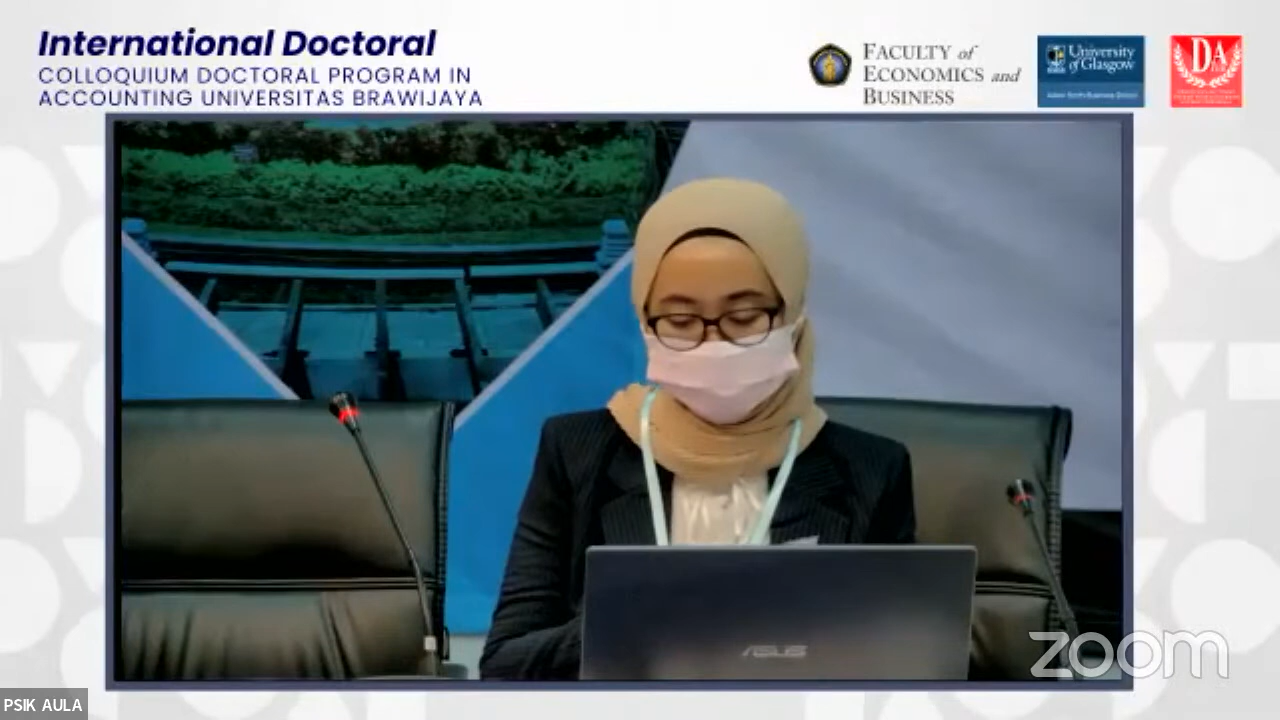 International Doctoral
COLLOQUIUM DOCTORAL PROGRAM IN
ACCOUNTING UNIVERSITAS BRAWIJAYA
FACULTY of
ECONOMICS and
BUSINESS
University
of Glasgow
DA
ASUS
zoom
PSIK AULA